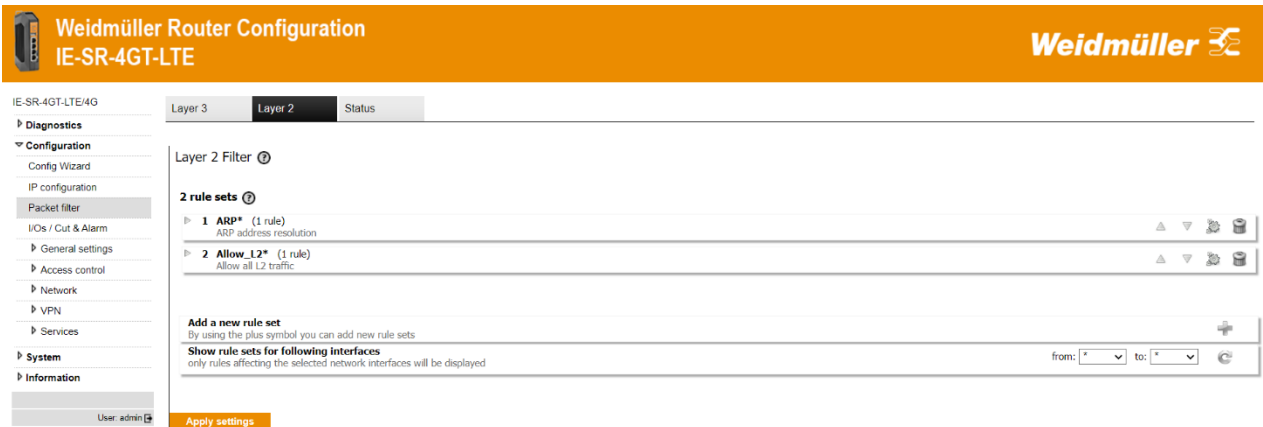 Weidmüller Router Configuration
IE-SR-4GT-LTE
Weidmüller
IE-SR-4GT-LTE/4G
Diagnostics
Configuration
Config Wizard
IP configuration
Packet filter
I/Os / Cut & Alarm
General settings
Access control
Network
VPN
Services
System
Information
User: admin
Layer 3 Layer 2 Status
Layer 2 Filter ?
2 rule sets ?
1 ARP* (1 rule)
ARP address resolution
2 Allow_L2* (1 rule)
Allow all L2 traffic
Add a new rule set
By using the plus symbol you can add new rule sets
Show rule sets for following interfaces
only rules affecting the selected network interfaces will be displayed
from: * to: *
Apply settings